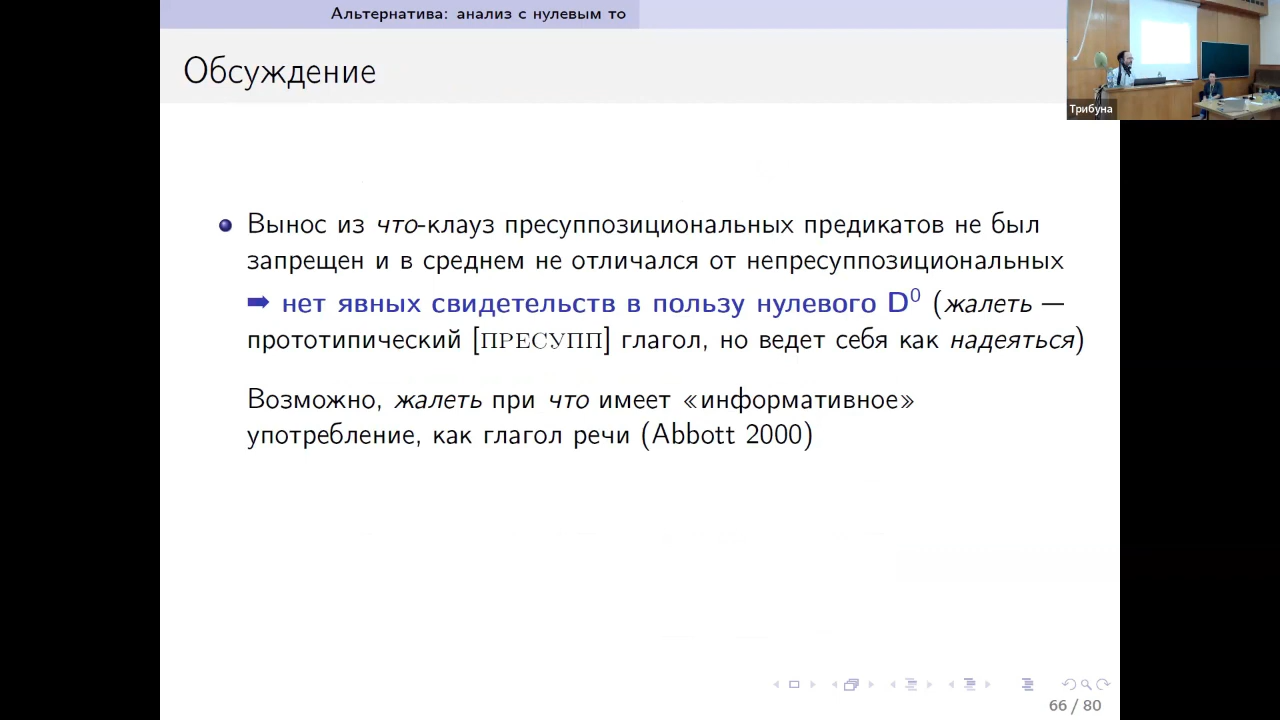 Альтернатива: анализ с нулевым то
Трибуна
Обсуждение
Вынос из что-клауз пресуппозициональных предикатов не был
запрещен и в среднем не отличался от непресуппозициональных
➡ нет явных свидетельств в пользу нулевого D⁰ (жалеть —
прототипический [ПРЕСУПП] глагол, но ведет себя как надеяться)
Возможно, жалеть при что имеет «информативное»
употребление, как глагол речи (Abbott 2000)
66 / 80